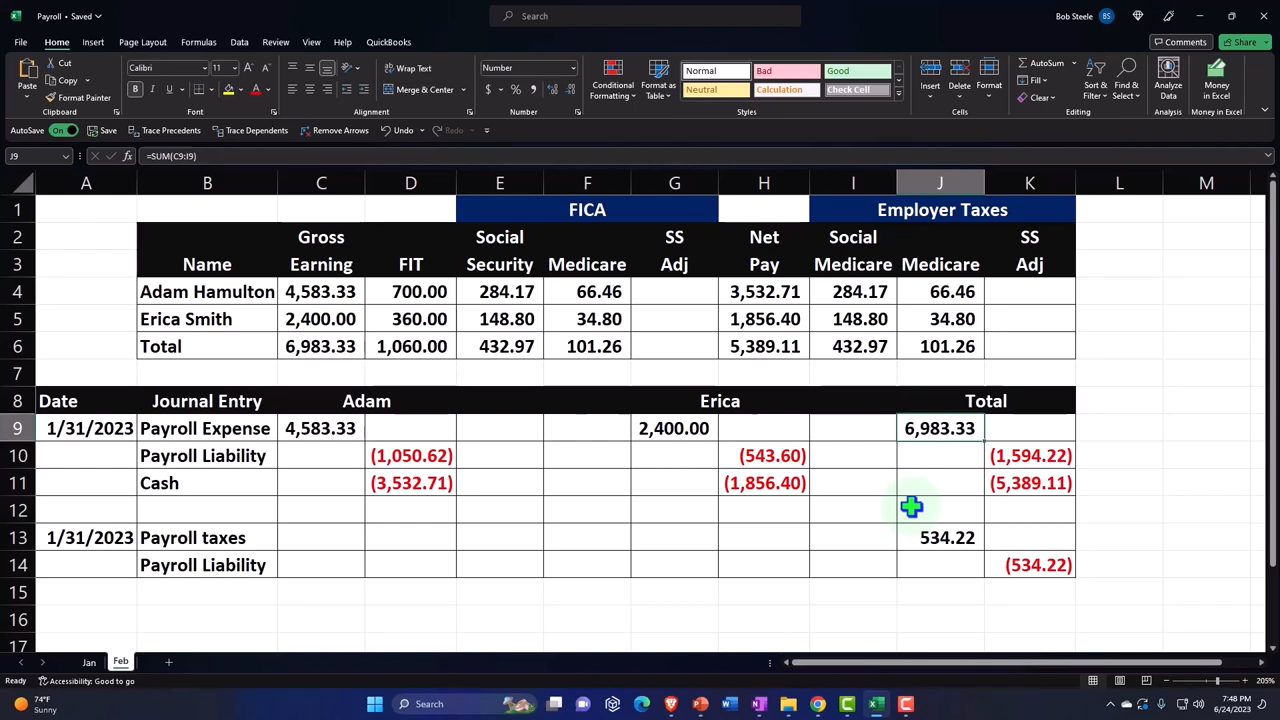 Payroll • Saved
Search
Bob Steele BS
File Home Insert Page Layout Formulas Data Review View Help QuickBooks Comments Share
Paste Cut Copy Format Painter Clipboard
Calibri 11 B I U A A Font
Wrap Text Merge & Center Alignment
Number $ % , Number
Conditional Formatting Format as Table
Normal Bad Good Neutral Calculation Check Cell Styles
Insert Delete Format Cells
AutoSum Fill Clear Sort & Filter Find & Select Editing
Analyze Data Analysis
Money in Excel Money in Excel
AutoSave On Save Trace Precedents Trace Dependents Remove Arrows Undo Redo
J9 fx =SUM(C9:I9)
A B C D E F G H I J K L M
1 FICA Employer Taxes
2 Gross Social SS Net Social SS
3 Name Earning FIT Security Medicare Adj Pay Medicare Medicare Adj
4 Adam Hamulton 4,583.33 700.00 284.17 66.46 3,532.71 284.17 66.46
5 Erica Smith 2,400.00 360.00 148.80 34.80 1,856.40 148.80 34.80
6 Total 6,983.33 1,060.00 432.97 101.26 5,389.11 432.97 101.26
7
8 Date Journal Entry Adam Erica Total
9 1/31/2023 Payroll Expense 4,583.33 2,400.00 6,983.33
10 Payroll Liability (1,050.62) (543.60) (1,594.22)
11 Cash (3,532.71) (1,856.40) (5,389.11)
12
13 1/31/2023 Payroll taxes 534.22
14 Payroll Liability (534.22)
15
16
17
Jan Feb
Ready Accessibility: Good to go 205%
74°F
Sunny
Search
7:48 PM
6/24/2023